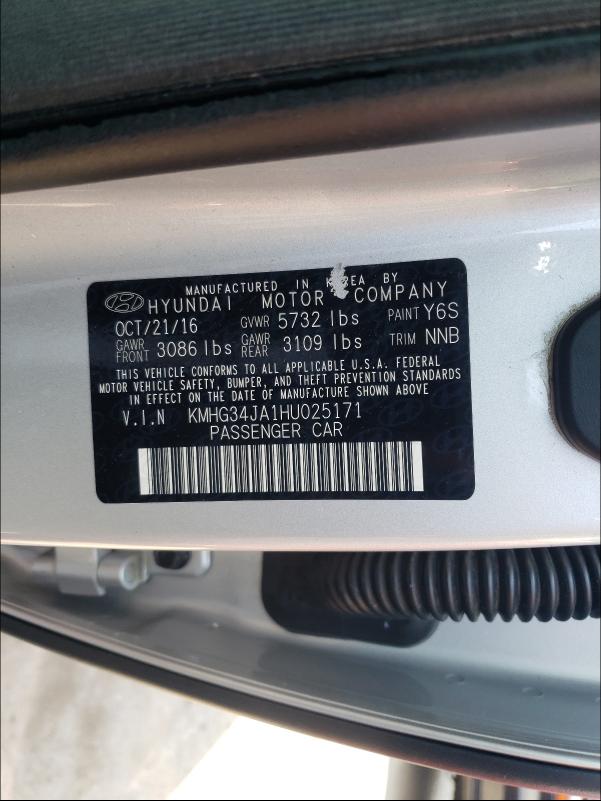 MANUFACTURED IN KOREA BY
HYUNDAI MOTOR COMPANY
OCT/21/16 GVWR 5732 lbs PAINT Y6S
GAWR FRONT 3086 lbs GAWR REAR 3109 lbs TRIM NNB
THIS VEHICLE CONFORMS TO ALL APPLICABLE U.S.A. FEDERAL
MOTOR VEHICLE SAFETY, BUMPER, AND THEFT PREVENTION STANDARDS
IN EFFECT ON THE DATE OF MANUFACTURE SHOWN ABOVE
V.I.N KMHG34JA1HU025171
PASSENGER CAR